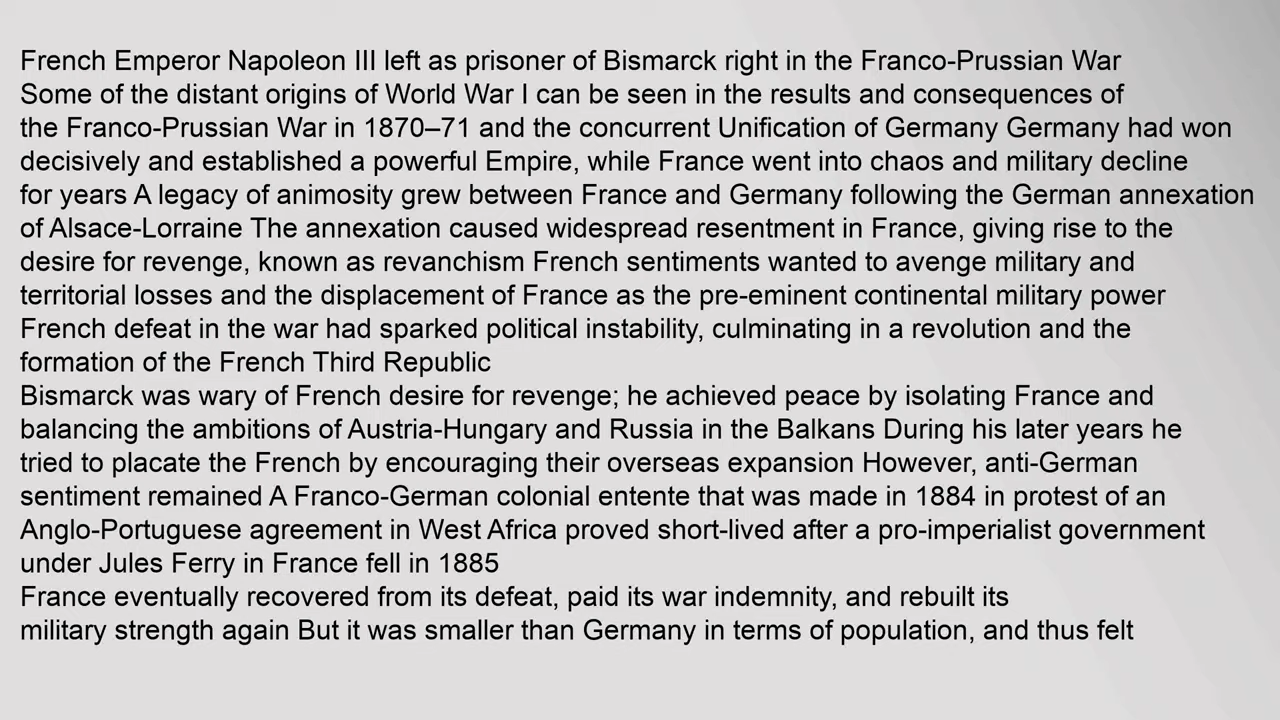 French Emperor Napoleon III left as prisoner of Bismarck right in the Franco-Prussian War
Some of the distant origins of World War I can be seen in the results and consequences of
the Franco-Prussian War in 1870–71 and the concurrent Unification of Germany Germany had won
decisively and established a powerful Empire, while France went into chaos and military decline
for years A legacy of animosity grew between France and Germany following the German annexation
of Alsace-Lorraine The annexation caused widespread resentment in France, giving rise to the
desire for revenge, known as revanchism French sentiments wanted to avenge military and
territorial losses and the displacement of France as the pre-eminent continental military power
French defeat in the war had sparked political instability, culminating in a revolution and the
formation of the French Third Republic
Bismarck was wary of French desire for revenge; he achieved peace by isolating France and
balancing the ambitions of Austria-Hungary and Russia in the Balkans During his later years he
tried to placate the French by encouraging their overseas expansion However, anti-German
sentiment remained A Franco-German colonial entente that was made in 1884 in protest of an
Anglo-Portuguese agreement in West Africa proved short-lived after a pro-imperialist government
under Jules Ferry in France fell in 1885
France eventually recovered from its defeat, paid its war indemnity, and rebuilt its
military strength again But it was smaller than Germany in terms of population, and thus felt